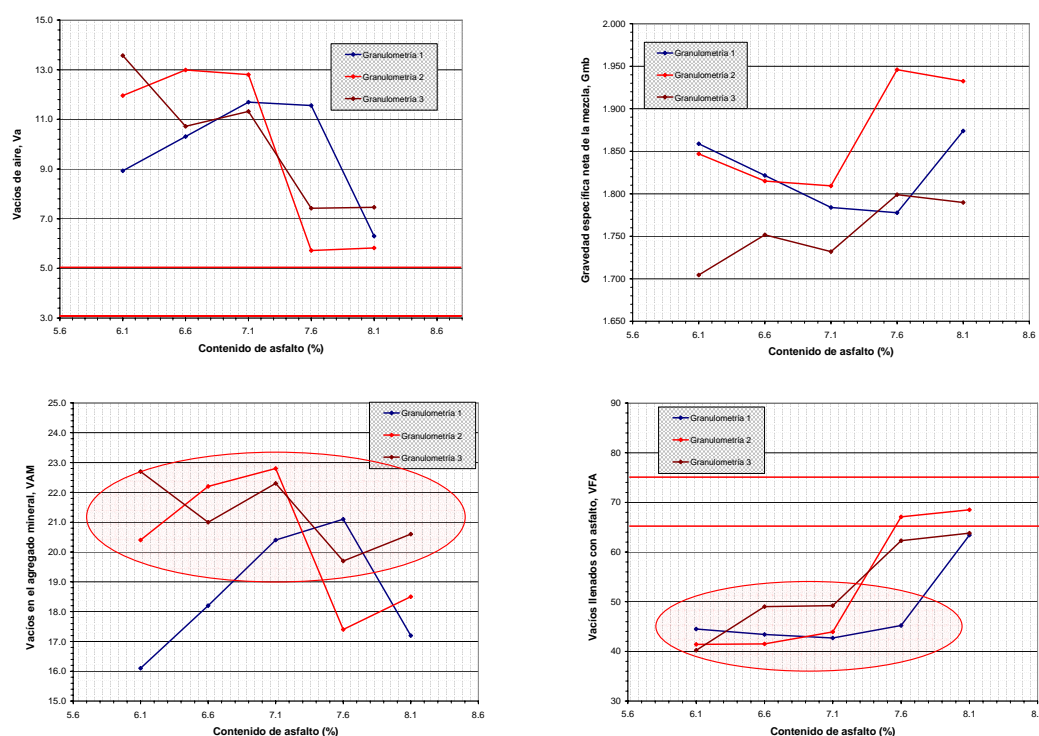 15.0
13.0
11.0
9.0
7.0
5.0
3.0
5.6 6.1 6.6 7.1 7.6 8.1 8.6
Contenido de asfalto (%)
Vacíos de aire, Va
Granulometría 1
Granulometría 2
Granulometría 3
2.000
1.950
1.900
1.850
1.800
1.750
1.700
1.650
5.6 6.1 6.6 7.1 7.6 8.1 8.6
Contenido de asfalto (%)
Gravedad específica neta de la mezcla, Gmb
Granulometría 1
Granulometría 2
Granulometría 3
25.0
24.0
23.0
22.0
21.0
20.0
19.0
18.0
17.0
16.0
15.0
5.6 6.1 6.6 7.1 7.6 8.1 8.6
Contenido de asfalto (%)
Vacíos en el agregado mineral, VAM
Granulometría 1
Granulometría 2
Granulometría 3
90
80
70
60
50
40
30
5.6 6.1 6.6 7.1 7.6 8.1 8.
Contenido de asfalto (%)
Vacíos llenados con asfalto, VFA
Granulometría 1
Granulometría 2
Granulometría 3